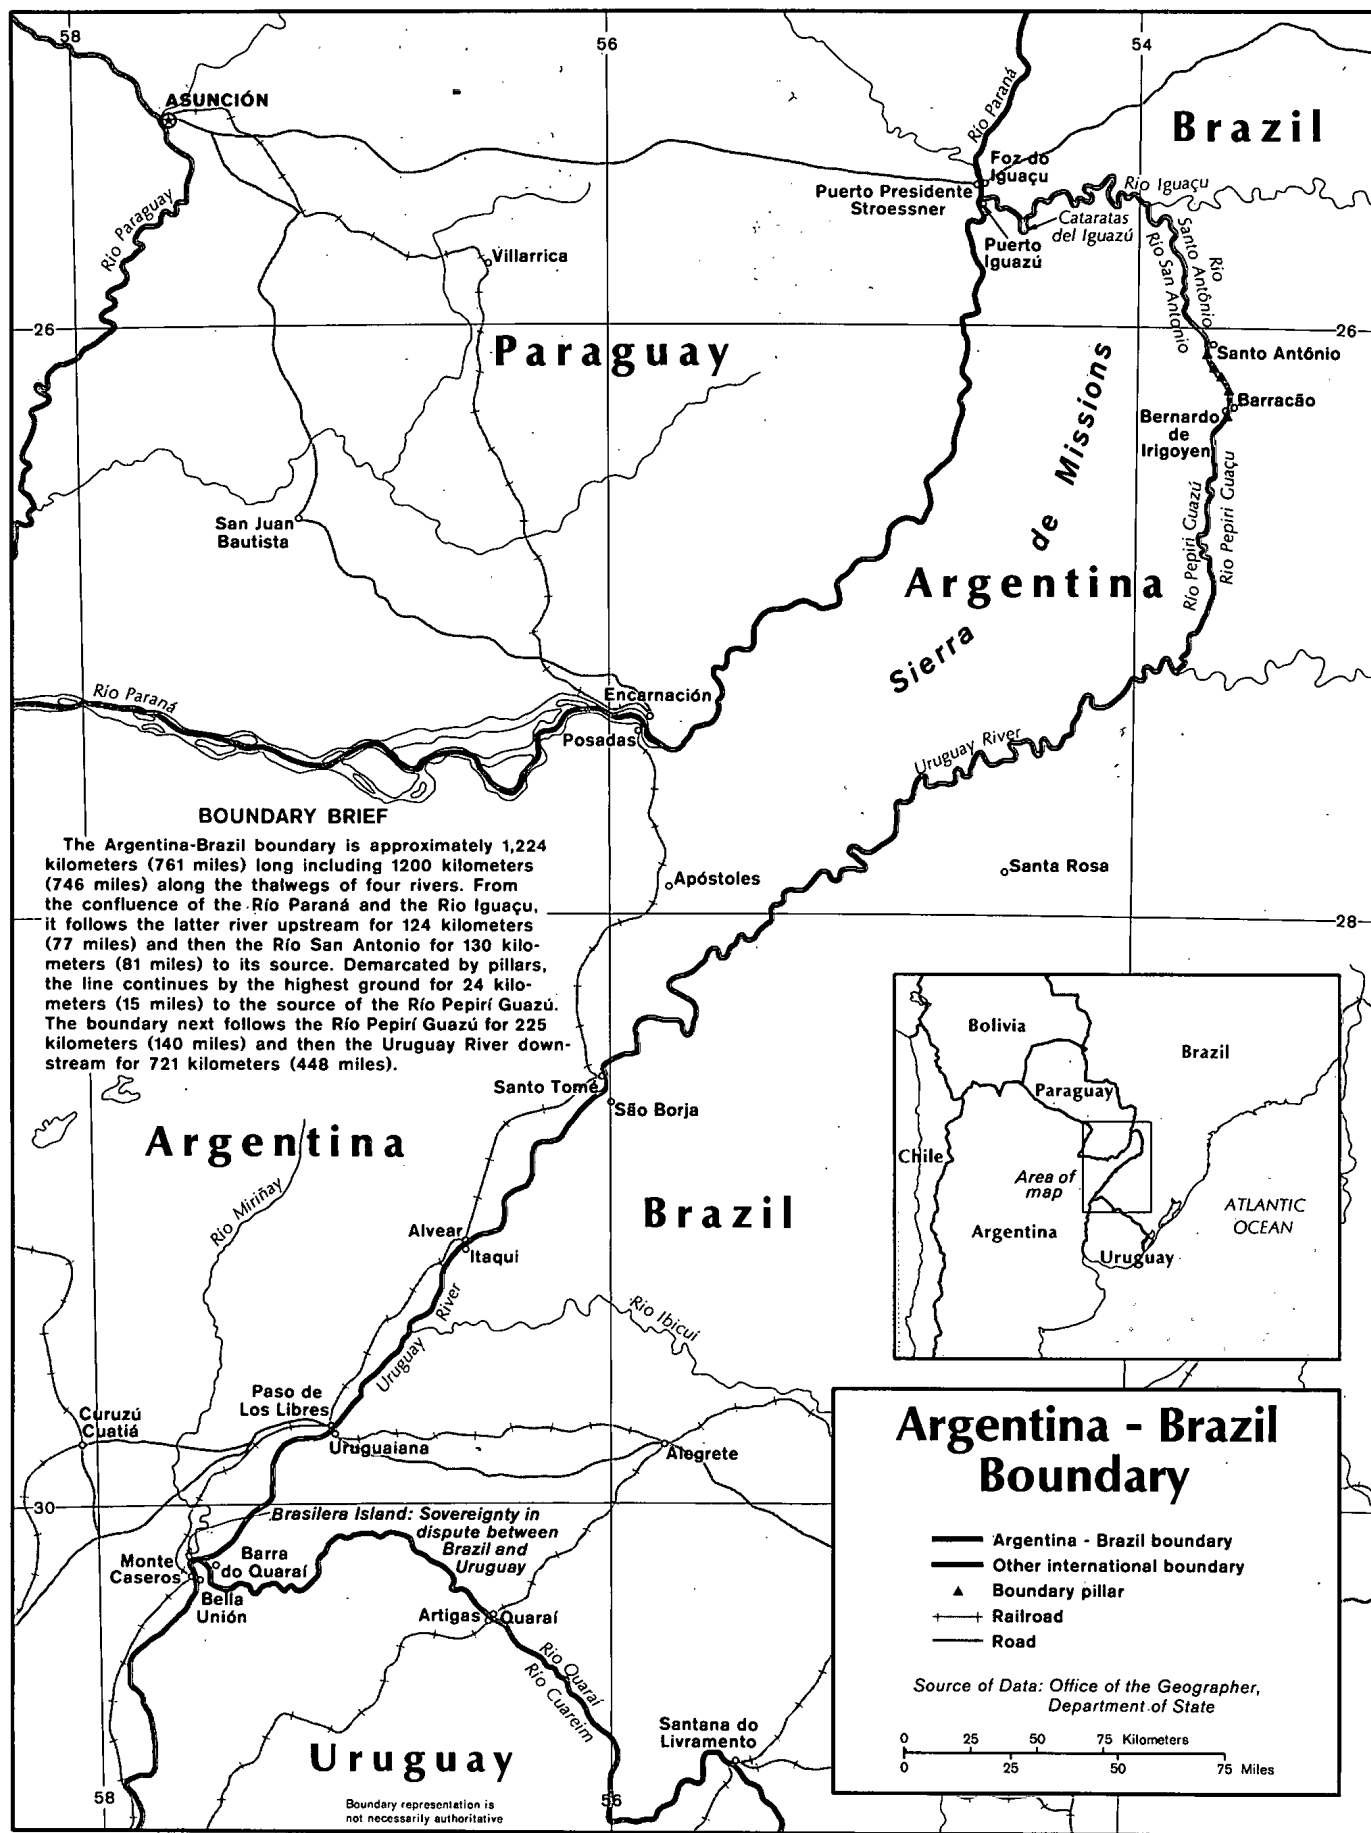 58
56
54
ASUNCIÓN
Río Paraná
Brazil
Foz do
Iguaçu
Puerto Presidente
Stroessner
Rio Iguaçu
Cataratas
del Iguazú
Puerto
Iguazú
Rio Paraguay
Villarrica
Rio
Santo Antônio
Rio San Antonio
26
26
Paraguay
Santo Antônio
Barracão
Bernardo
de
Irigoyen
Sierra de Missions
San Juan
Bautista
Río Pepiri Guazú
Rio Pepiri Guaçu
Argentina
Encarnación
Río Paraná
Posadas
Uruguay River
BOUNDARY BRIEF
The Argentina-Brazil boundary is approximately 1,224
kilometers (761 miles) long including 1200 kilometers
(746 miles) along the thalwegs of four rivers. From
the confluence of the Río Paraná and the Rio Iguaçu,
it follows the latter river upstream for 124 kilometers
(77 miles) and then the Río San Antonio for 130 kilo-
meters (81 miles) to its source. Demarcated by pillars,
the line continues by the highest ground for 24 kilo-
meters (15 miles) to the source of the Río Pepirí Guazú.
The boundary next follows the Río Pepirí Guazú for 225
kilometers (140 miles) and then the Uruguay River down-
stream for 721 kilometers (448 miles).
Apóstoles
Santa Rosa
28
Santo Tomé
São Borja
Argentina
Brazil
Río Miriñay
Alvear
Itaqui
Uruguay River
Rio Ibicuí
Bolivia
Brazil
Paraguay
Chile
Area of
map
Argentina
Uruguay
ATLANTIC
OCEAN
Paso de
Los Libres
Curuzú
Cuatiá
Uruguaiana
Alegrete
30
Brasilera Island: Sovereignty in
dispute between
Brazil and
Uruguay
Monte
Caseros
Barra
do Quaraí
Bella
Unión
Artigas
Quaraí
Rio Quaraí
Río Cuareim
Santana do
Livramento
Uruguay
58
56
Boundary representation is
not necessarily authoritative
Argentina - Brazil
Boundary
Argentina - Brazil boundary
Other international boundary
Boundary pillar
Railroad
Road
Source of Data: Office of the Geographer,
Department of State
0 25 50 75 Kilometers
0 25 50 75 Miles